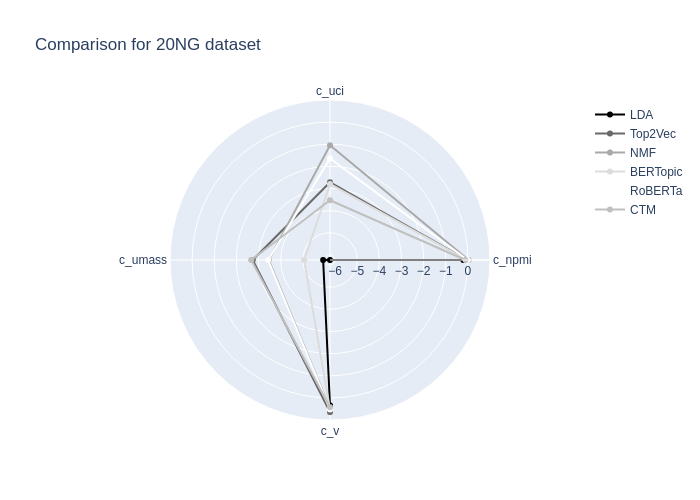 Comparison for 20NG dataset
c_uci
LDA
Top2Vec
NMF
BERTopic
RoBERTa
CTM
c_umass
c_npmi
−6 −5 −4 −3 −2 −1 0
c_v